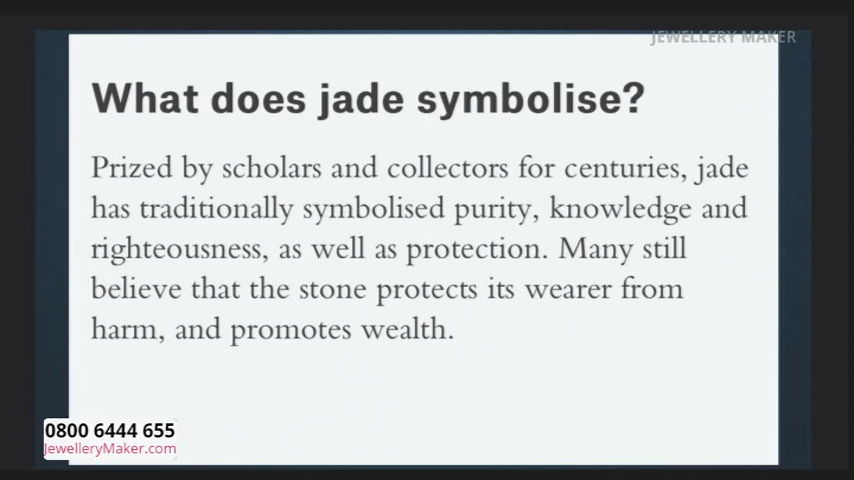 JEWELLERY MAKER
What does jade symbolise?
Prized by scholars and collectors for centuries, jade
has traditionally symbolised purity, knowledge and
righteousness, as well as protection. Many still
believe that the stone protects its wearer from
harm, and promotes wealth.
0800 6444 655
JewelleryMaker.com